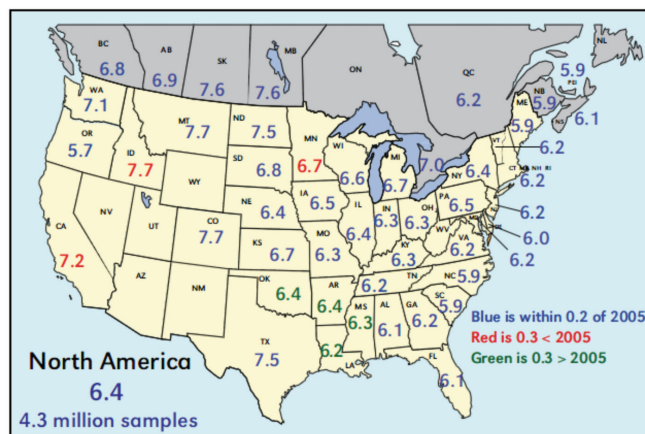 BC
6.8
AB
6.9
SK
7.6
MB
7.6
ON
QC
6.2
NL
5.9
PEI
NB
5.9
NS
6.1
WA
7.1
MT
7.7
ND
7.5
MN
6.7
WI
6.6
MI
6.7
7.0
ME
5.9
VT
6.2
OR
5.7
ID
7.7
WY
SD
6.8
IA
6.5
NY
6.4
CT MA NH RI
6.2
NE
6.4
IL
6.4
IN
6.3
OH
6.3
PA
6.5
6.2
6.0
6.2
CA
7.2
NV
UT
CO
7.7
KS
6.7
MO
6.3
KY
6.3
WV
VA
6.2
AZ
NM
OK
6.4
AR
6.4
TN
6.2
NC
5.9
SC
5.9
MS
6.3
AL
6.1
GA
6.2
TX
7.5
6.2
LA
FL
6.1
Blue is within 0.2 of 2005
Red is 0.3 < 2005
Green is 0.3 > 2005
North America
6.4
4.3 million samples